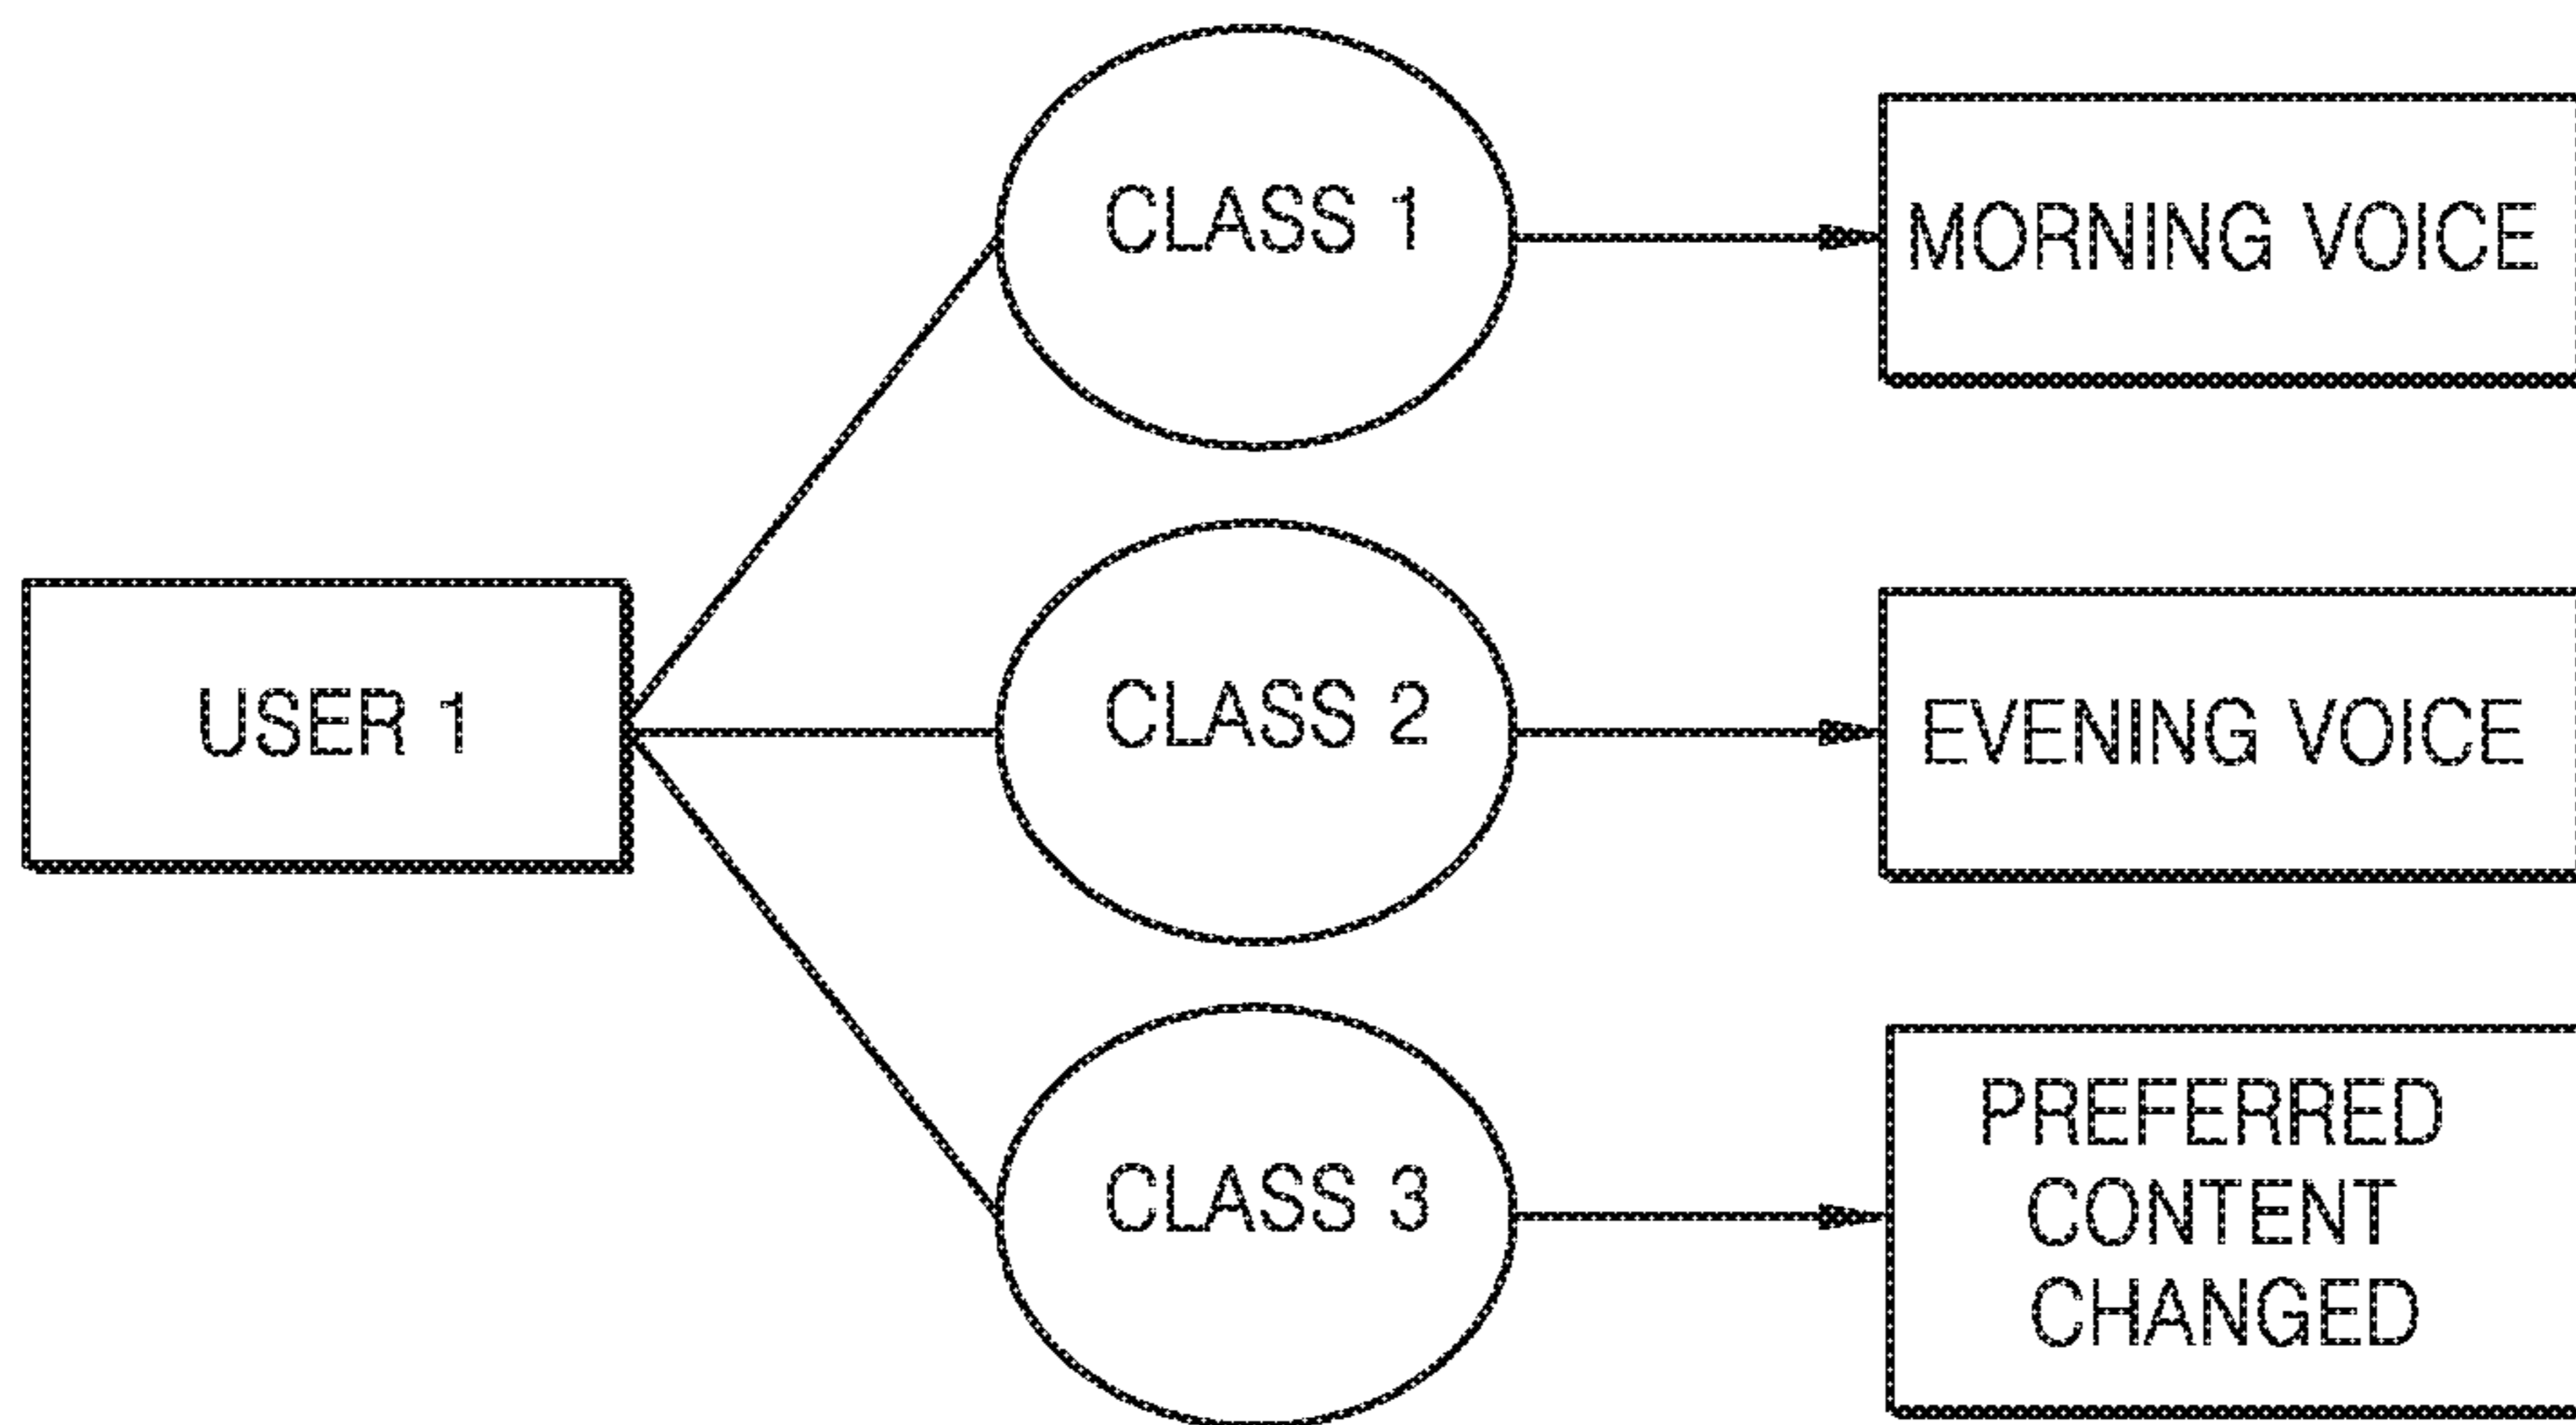 CLASS 1
MORNING VOICE
USER 1
CLASS 2
EVENING VOICE
CLASS 3
PREFERRED
CONTENT
CHANGED